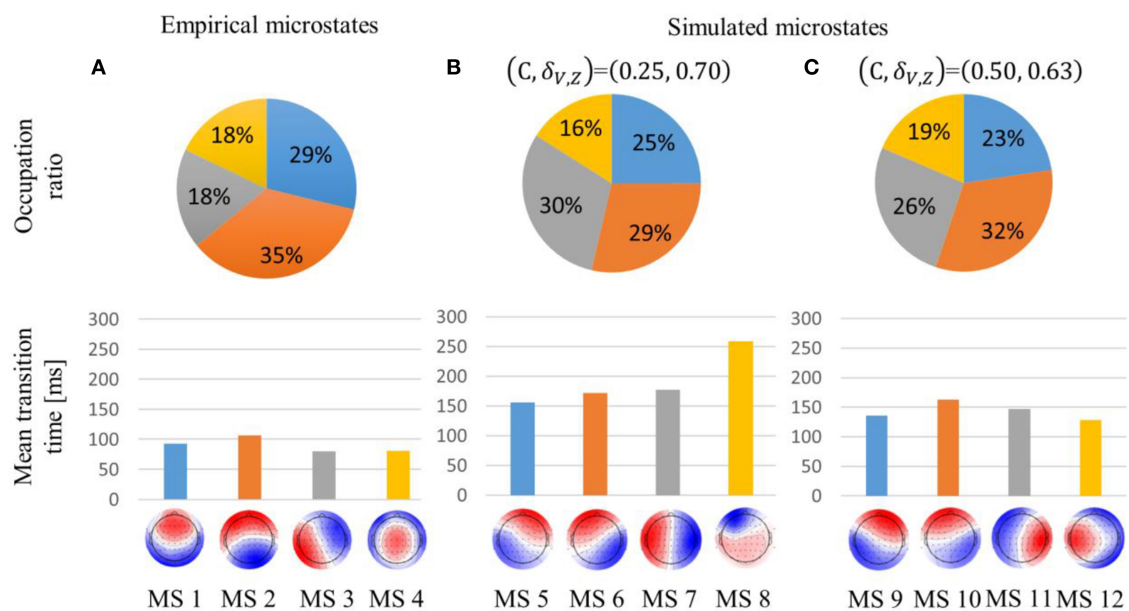 Empirical microstates
Simulated microstates
A
B
(C, δV,Z)=(0.25, 0.70)
C
(C, δV,Z)=(0.50, 0.63)
Occupation
ratio
18%
29%
18%
35%
16%
25%
30%
29%
19%
23%
26%
32%
Mean transition
time [ms]
300
250
200
150
100
50
0
300
250
200
150
100
50
0
300
250
200
150
100
50
0
MS 1 MS 2 MS 3 MS 4
MS 5 MS 6 MS 7 MS 8
MS 9 MS 10 MS 11 MS 12